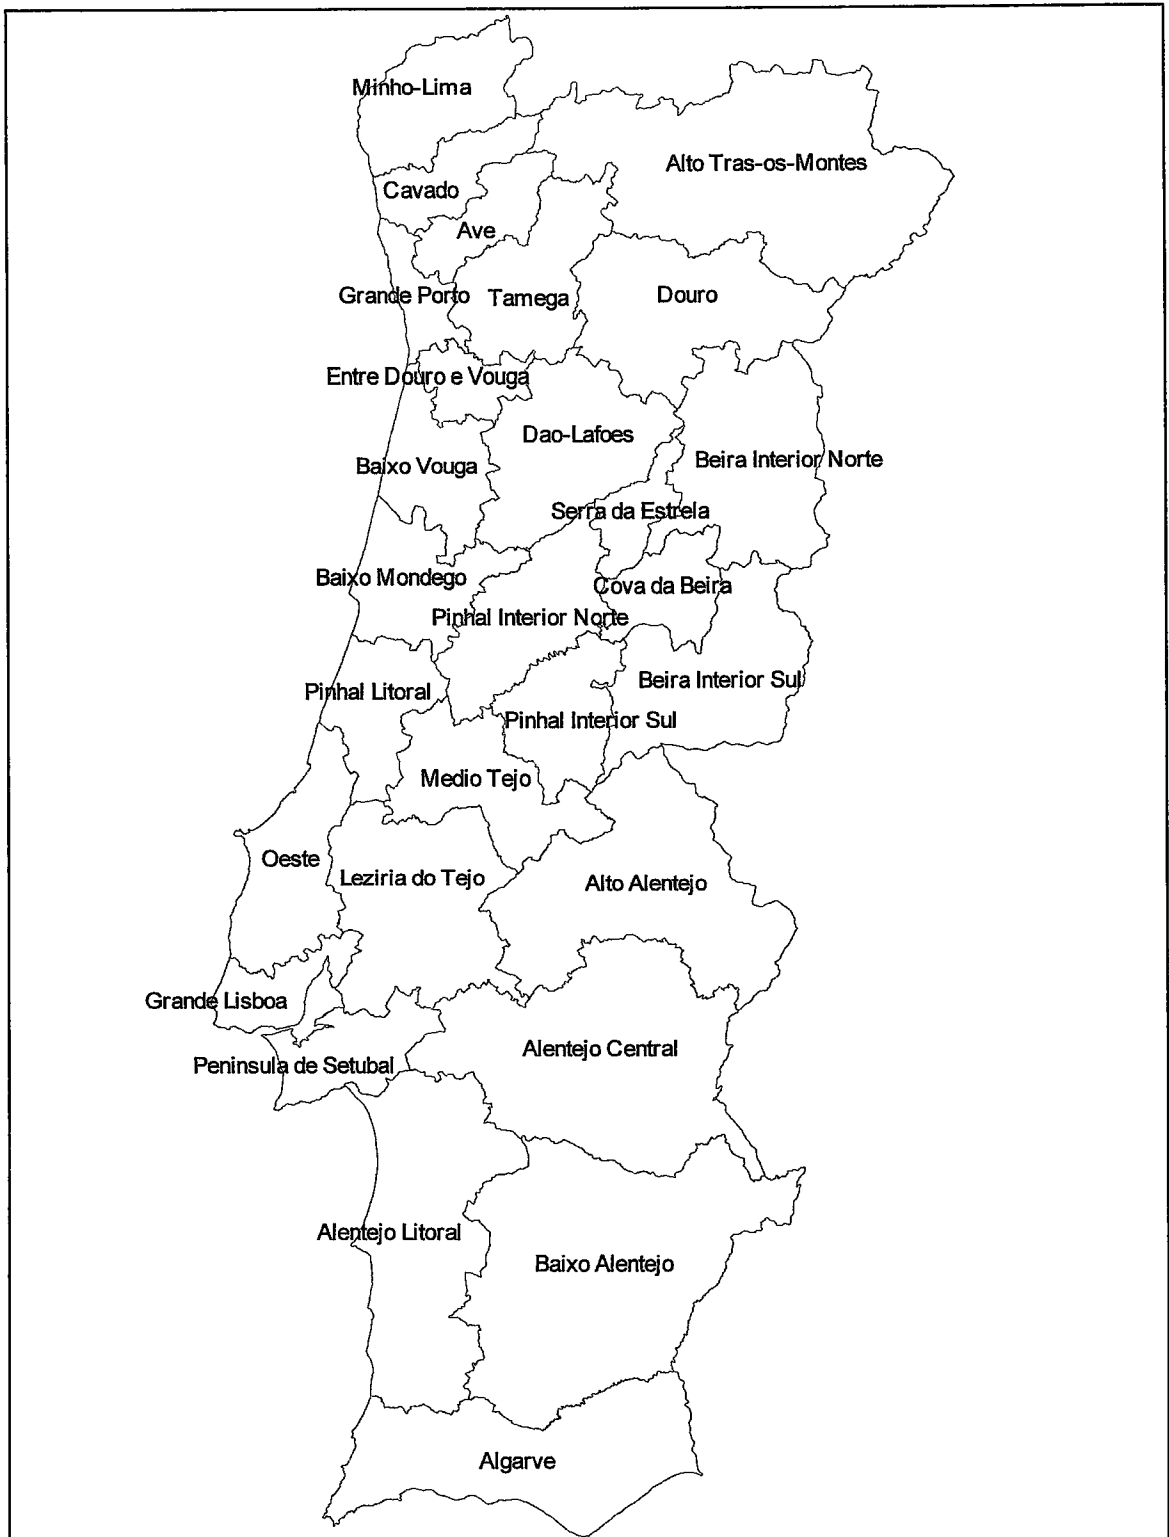 Minho-Lima
Alto Tras-os-Montes
Cavado
Ave
Grande Porto
Tamega
Douro
Entre Douro e Vouga
Dao-Lafoes
Beira Interior Norte
Baixo Vouga
Serra da Estrela
Baixo Mondego
Cova da Beira
Pinhal Interior Norte
Beira Interior Sul
Pinhal Litoral
Pinhal Interior Sul
Medio Tejo
Oeste
Leziria do Tejo
Alto Alentejo
Grande Lisboa
Alentejo Central
Peninsula de Setubal
Alentejo Litoral
Baixo Alentejo
Algarve